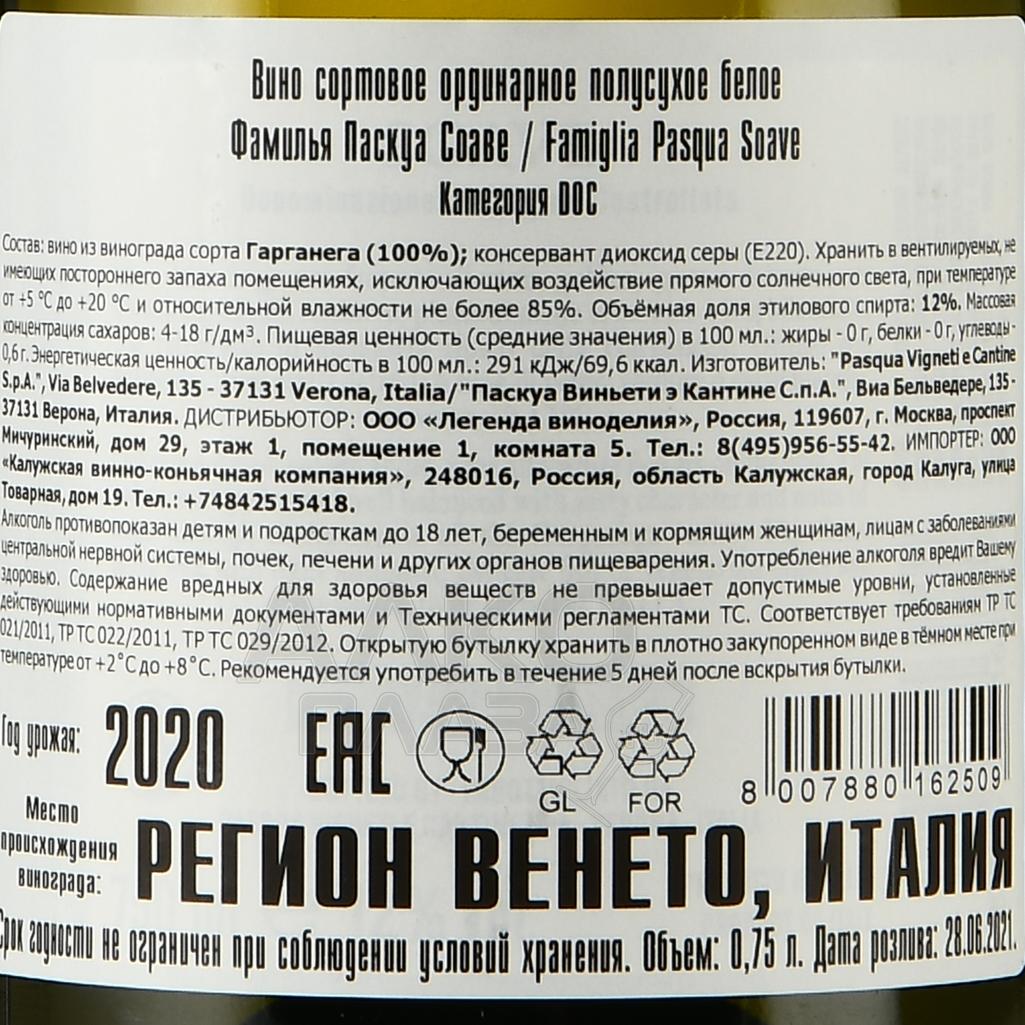 Вино сортовое ординарное полусухое белое
Фамилья Паскуа Соаве / Famiglia Pasqua Soave
Категория DOC
Состав: вино из винограда сорта Гарганега (100%); консервант диоксид серы (Е220). Хранить в вентилируемых, не
имеющих постороннего запаха помещениях, исключающих воздействие прямого солнечного света, при температуре
от +5 °C до +20 °C и относительной влажности не более 85%. Объёмная доля этилового спирта: 12%. Массовая
концентрация сахаров: 4-18 г/дм³. Пищевая ценность (средние значения) в 100 мл.: жиры - 0 г, белки - 0 г, углеводы -
0,6 г. Энергетическая ценность/калорийность в 100 мл.: 291 кДж/69,6 ккал. Изготовитель: "Pasqua Vigneti e Cantine
S.p.A.", Via Belvedere, 135 - 37131 Verona, Italia/"Паскуа Виньети э Кантине С.п.А.", Виа Бельведере, 135 -
37131 Верона, Италия. ДИСТРИБЬЮТОР: ООО «Легенда виноделия», Россия, 119607, г. Москва, проспект
Мичуринский, дом 29, этаж 1, помещение 1, комната 5. Тел.: 8(495)956-55-42. ИМПОРТЕР: ООО
«Калужская винно-коньячная компания», 248016, Россия, область Калужская, город Калуга, улица
Товарная, дом 19. Тел.: +74842515418.
Алкоголь противопоказан детям и подросткам до 18 лет, беременным и кормящим женщинам, лицам с заболеваниями
центральной нервной системы, почек, печени и других органов пищеварения. Употребление алкоголя вредит Вашему
здоровью. Содержание вредных для здоровья веществ не превышает допустимые уровни, установленные
действующими нормативными документами и Техническими регламентами ТС. Соответствует требованиям ТР ТС
021/2011, ТР ТС 022/2011, ТР ТС 029/2012. Открытую бутылку хранить в плотно закупоренном виде в тёмном месте при
температуре от +2°C до +8°C. Рекомендуется употребить в течение 5 дней после вскрытия бутылки.
Год урожая: 2020 EAC
GL FOR
8 007880 162509
Место
происхождения
винограда:
РЕГИОН ВЕНЕТО, ИТАЛИЯ
Срок годности не ограничен при соблюдении условий хранения. Объем: 0,75 л. Дата розлива: 28.06.2021.
АЛКО
ПЛАЗА